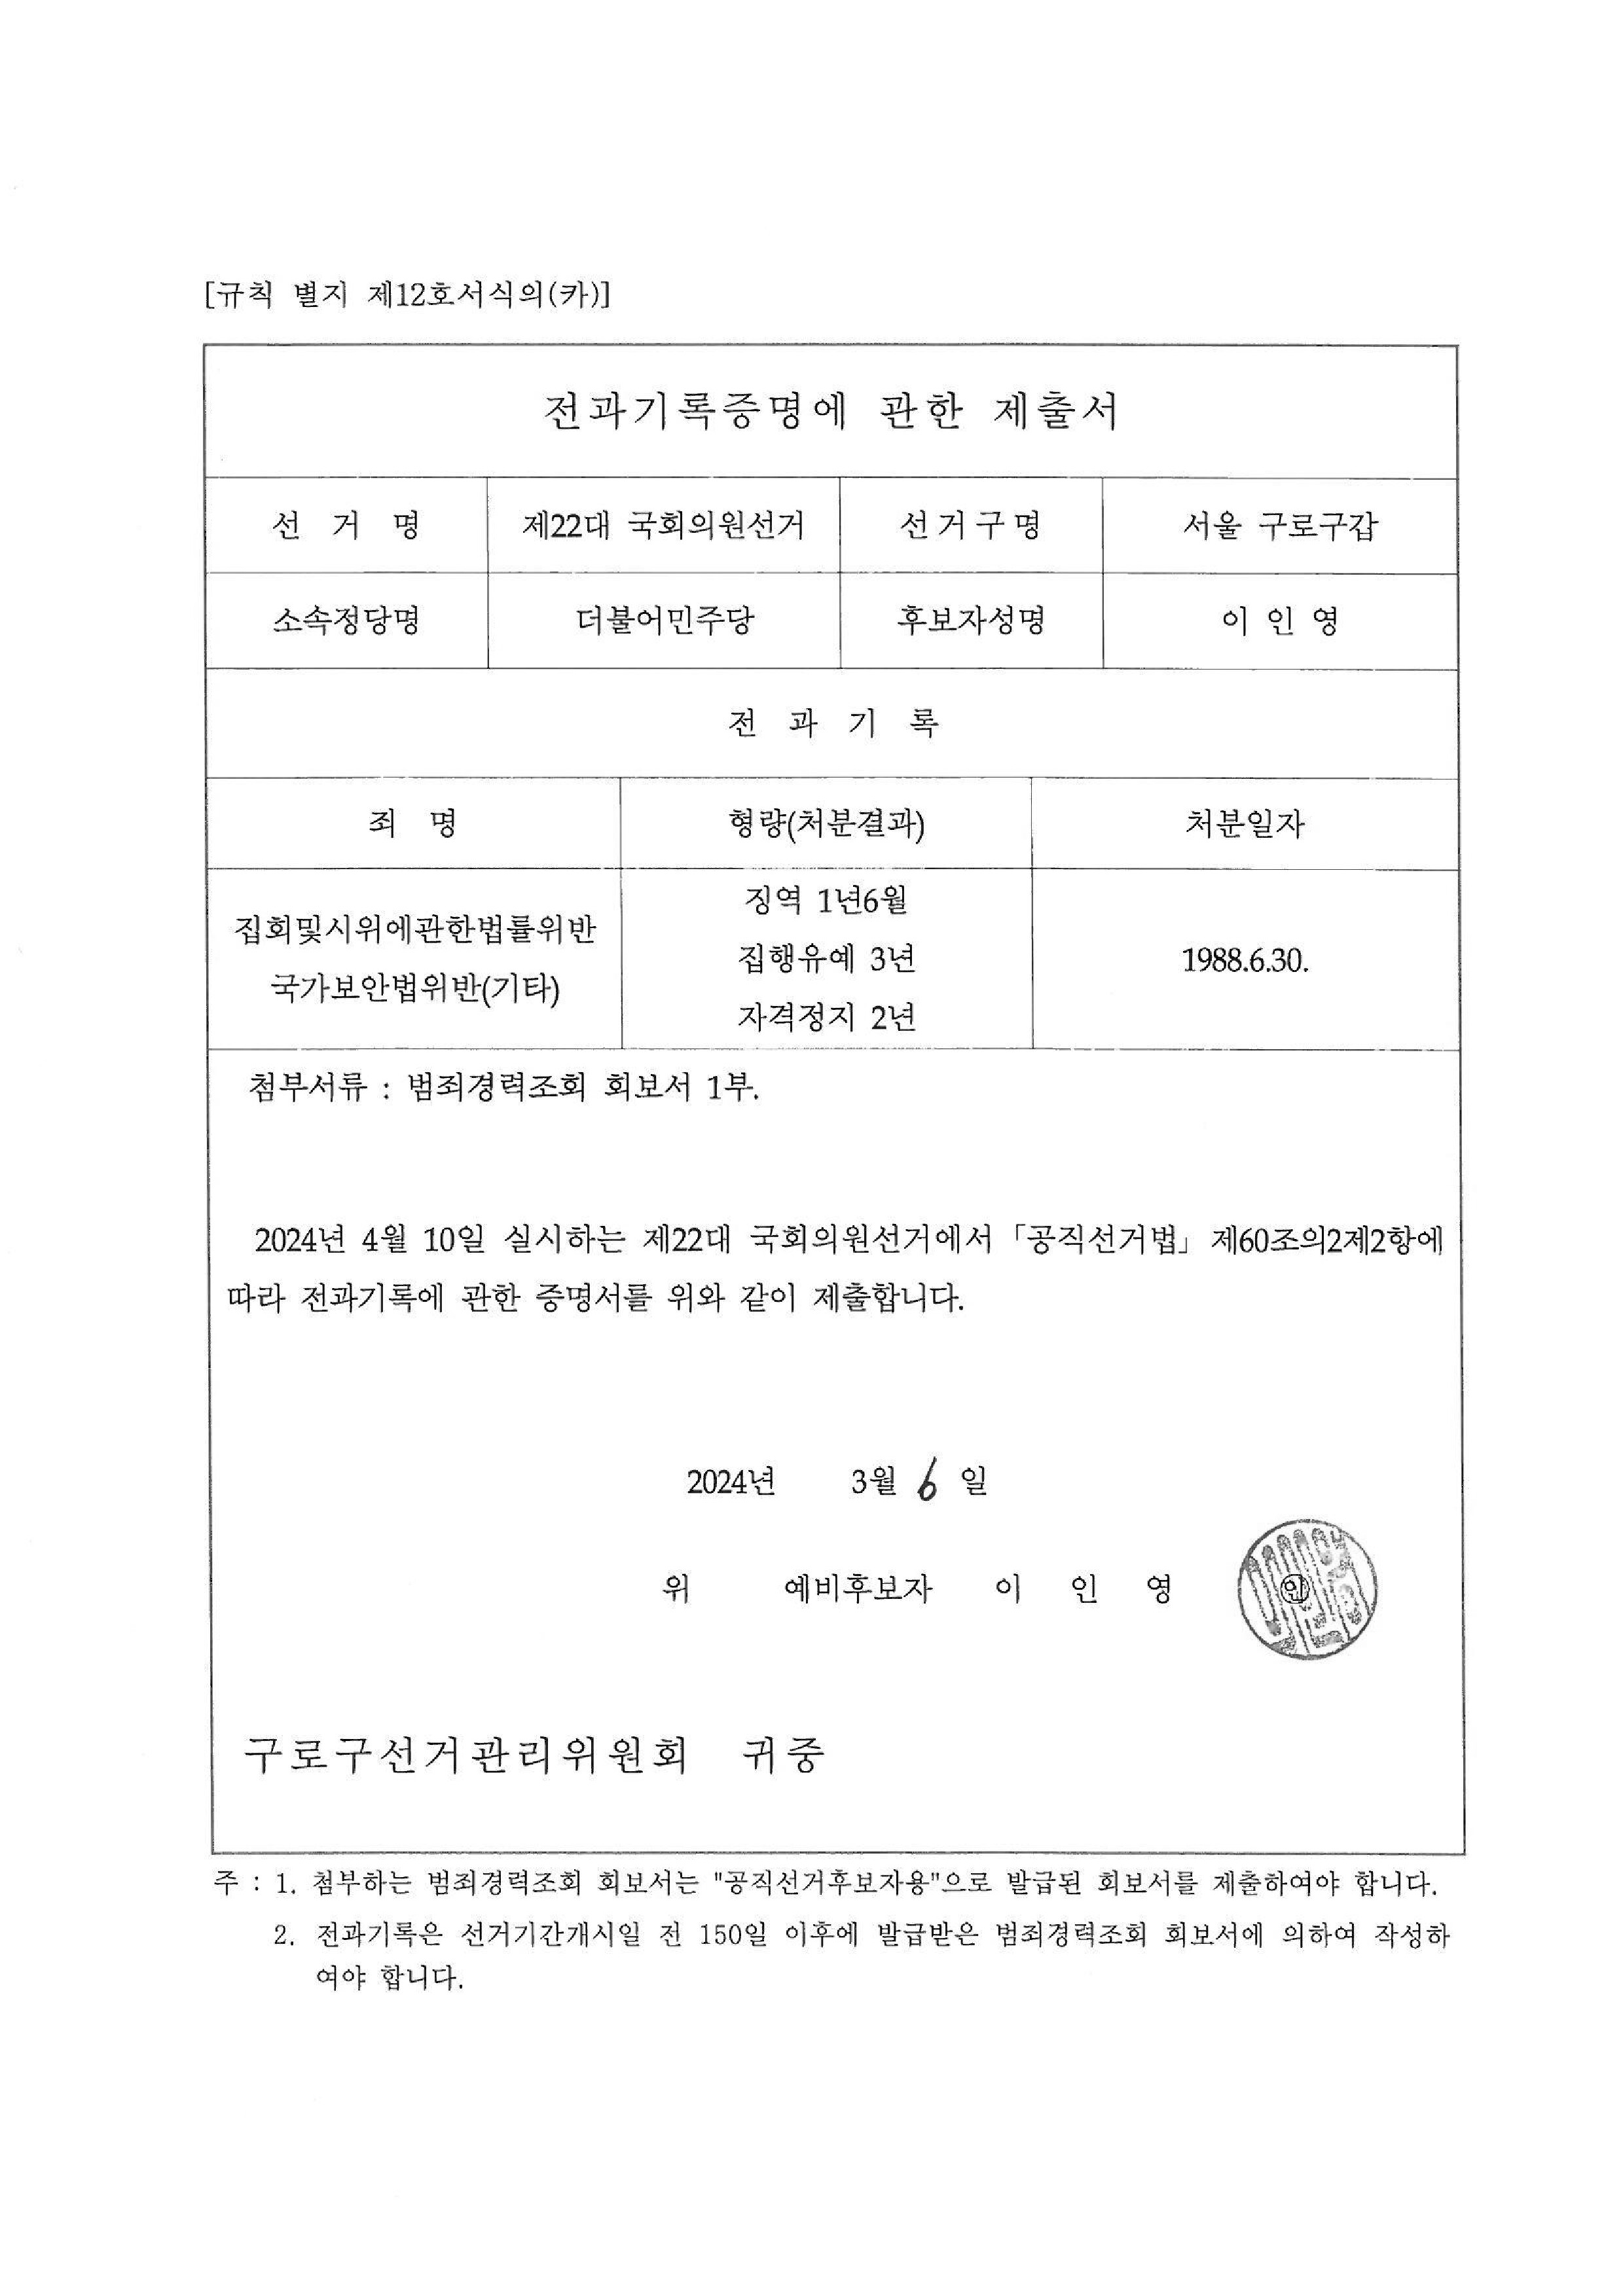 [규칙 별지 제12호서식의(카)]
전과기록증명에 관한 제출서
선 거 명 제22대 국회의원선거 선거구명 서울 구로구갑
소속정당명 더불어민주당 후보자성명 이 인 영
전 과 기 록
죄 명 형량(처분결과) 처분일자
집회및시위에관한법률위반
국가보안법위반(기타)
징역 1년6월
집행유예 3년
자격정지 2년
1988.6.30.
첨부서류 : 범죄경력조회 회보서 1부.
2024년 4월 10일 실시하는 제22대 국회의원선거에서 「공직선거법」 제60조의2제2항에
따라 전과기록에 관한 증명서를 위와 같이 제출합니다.
2024년 3월 6 일
위 예비후보자 이 인 영 ㊞
구로구선거관리위원회 귀중
주 : 1. 첨부하는 범죄경력조회 회보서는 "공직선거후보자용"으로 발급된 회보서를 제출하여야 합니다.
2. 전과기록은 선거기간개시일 전 150일 이후에 발급받은 범죄경력조회 회보서에 의하여 작성하
여야 합니다.